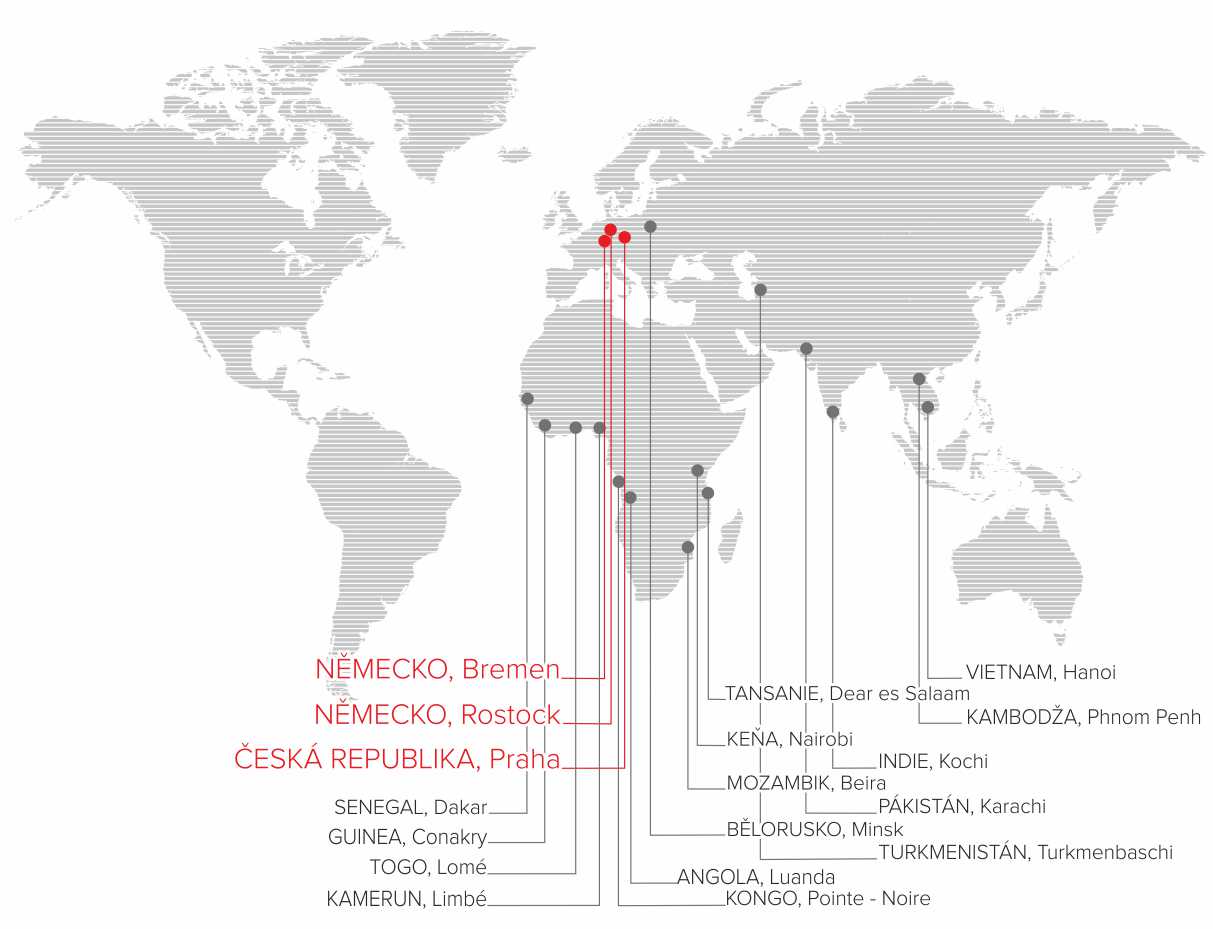 NĚMECKO, Bremen
NĚMECKO, Rostock
ČESKÁ REPUBLIKA, Praha
SENEGAL, Dakar
GUINEA, Conakry
TOGO, Lomé
KAMERUN, Limbé
VIETNAM, Hanoi
TANSANIE, Dear es Salaam
KAMBODŽA, Phnom Penh
KEŇA, Nairobi
INDIE, Kochi
MOZAMBIK, Beira
PÁKISTÁN, Karachi
BĚLORUSKO, Minsk
TURKMENISTÁN, Turkmenbaschi
ANGOLA, Luanda
KONGO, Pointe - Noire